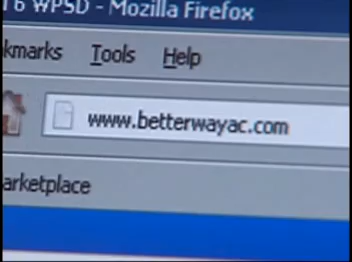 6 WPSD - Mozilla Firefox
kmarks Tools Help
www.betterwayac.com
arketplace